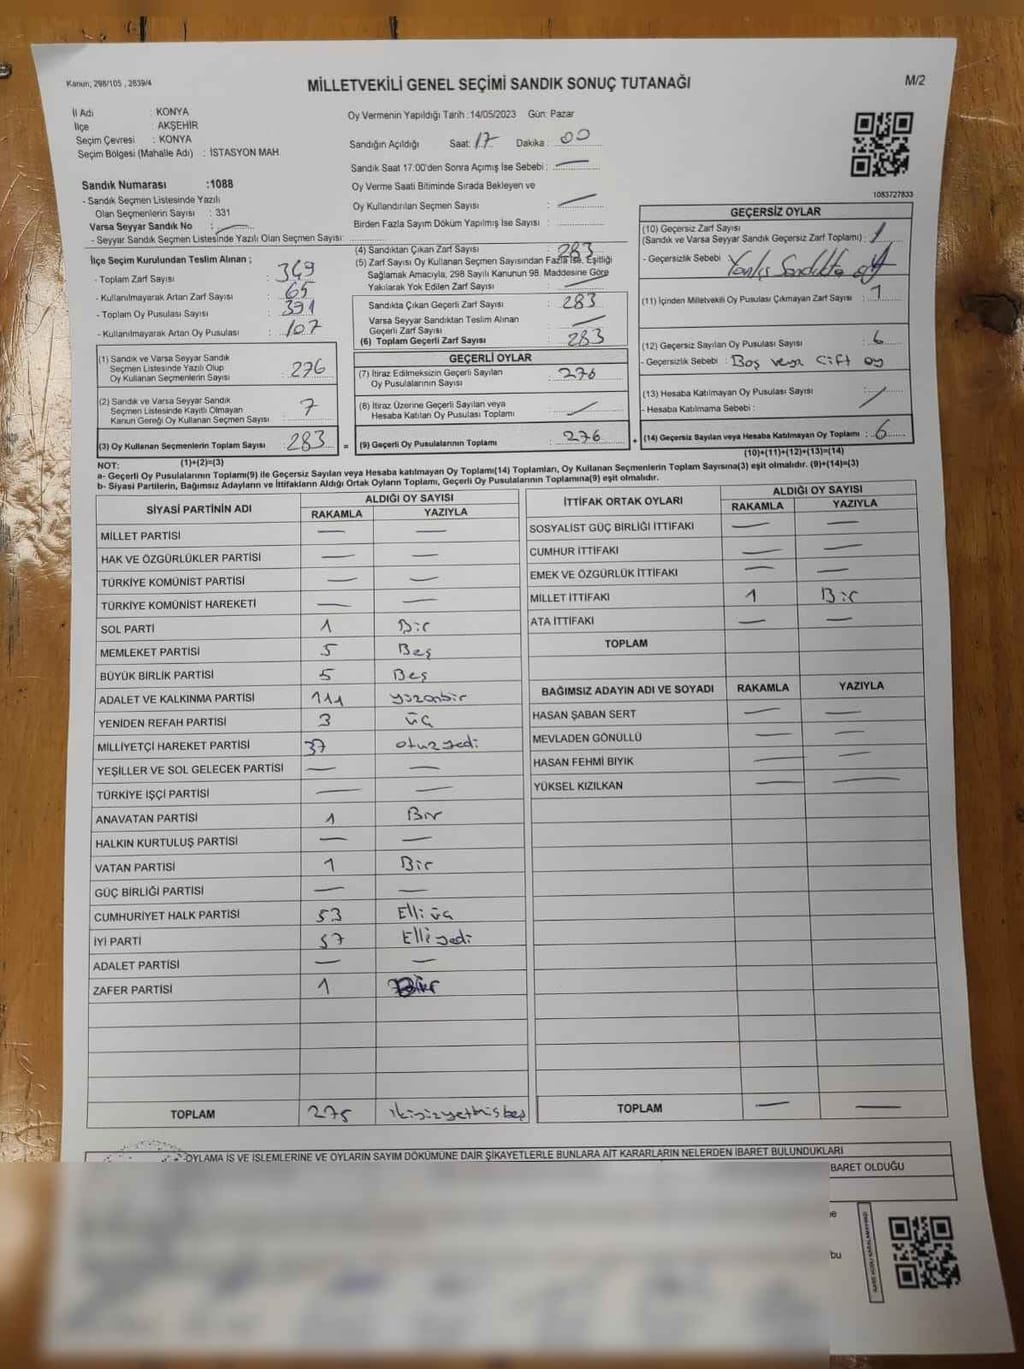 Kanun; 298/105 , 2839/4
MİLLETVEKİLİ GENEL SEÇİMİ SANDIK SONUÇ TUTANAĞI
M/2
İl Adı : KONYA
İlçe : AKŞEHİR
Seçim Çevresi : KONYA
Seçim Bölgesi (Mahalle Adı) : İSTASYON MAH.
Oy Vermenin Yapıldığı Tarih :14/05/2023 Gün: Pazar
Sandığın Açıldığı Saat: 17 Dakika : 00
Sandık Saat 17:00'den Sonra Açımış İse Sebebi : —
Oy Verme Saati Bitiminde Sırada Bekleyen ve
Oy Kullandırılan Seçmen Sayısı : —
Birden Fazla Sayım Döküm Yapılmış İse Sayısı :
1083727833
Sandık Numarası :1088
- Sandık Seçmen Listesinde Yazılı
Olan Seçmenlerin Sayısı : 331
Varsa Seyyar Sandık No : —
- Seyyar Sandık Seçmen Listesinde Yazılı Olan Seçmen Sayısı:
İlçe Seçim Kurulundan Teslim Alınan ;
- Toplam Zarf Sayısı : 349
- Kullanılmayarak Artan Zarf Sayısı : 65
- Toplam Oy Pusulası Sayısı : 391
- Kullanılmayarak Artan Oy Pusulası : 107
(4) Sandıktan Çıkan Zarf Sayısı : 283
(5) Zarf Sayısı Oy Kullanan Seçmen Sayısından Fazla İse, Eşitliği
Sağlamak Amacıyla, 298 Sayılı Kanunun 98. Maddesine Göre
Yakılarak Yok Edilen Zarf Sayısı : —
Sandıkta Çıkan Geçerli Zarf Sayısı : 283
Varsa Seyyar Sandıktan Teslim Alınan
Geçerli Zarf Sayısı : —
(6) Toplam Geçerli Zarf Sayısı : 283
GEÇERSİZ OYLAR
(10) Geçersiz Zarf Sayısı
(Sandık ve Varsa Seyyar Sandık Geçersiz Zarf Toplamı) : 1
- Geçersizlik Sebebi : Yanlış Sandıkta oy
(11) İçinden Milletvekili Oy Pusulası Çıkmayan Zarf Sayısı : 1
(12) Geçersiz Sayılan Oy Pusulası Sayısı : 6
- Geçersizlik Sebebi : Boş veya Çift oy
(13) Hesaba Katılmayan Oy Pusulası Sayısı : /
- Hesaba Katılmama Sebebi :
(14) Geçersiz Sayılan veya Hesaba Katılmayan Oy Toplamı : 6
(10)+(11)+(12)+(13)=(14)
(1) Sandık ve Varsa Seyyar Sandık
Seçmen Listesinde Yazılı Olup
Oy Kullanan Seçmenlerin Sayısı : 276
(2) Sandık ve Varsa Seyyar Sandık
Seçmen Listesinde Kayıtlı Olmayan
Kanun Gereği Oy Kullanan Seçmen Sayısı : 7
(3) Oy Kullanan Seçmenlerin Toplam Sayısı : 283
(1)+(2)=(3)
GEÇERLİ OYLAR
(7) İtiraz Edilmeksizin Geçerli Sayılan
Oy Pusulalarının Sayısı : 276
(8) İtiraz Üzerine Geçerli Sayılan veya
Hesaba Katılan Oy Pusulası Toplamı : —
(9) Geçerli Oy Pusulalarının Toplamı : 276
NOT:
a- Geçerli Oy Pusulalarının Toplamı(9) ile Geçersiz Sayılan veya Hesaba katılmayan Oy Toplamı(14) Toplamları, Oy Kullanan Seçmenlerin Toplam Sayısına(3) eşit olmalıdır. (9)+(14)=(3)
b- Siyasi Partilerin, Bağımsız Adayların ve İttifakların Aldığı Ortak Oyların Toplamı, Geçerli Oy Pusulalarının Toplamına(9) eşit olmalıdır.
SİYASİ PARTİNİN ADI ALDIĞI OY SAYISI
RAKAMLA YAZIYLA
MİLLET PARTİSİ — —
HAK VE ÖZGÜRLÜKLER PARTİSİ — —
TÜRKİYE KOMÜNİST PARTİSİ — —
TÜRKİYE KOMÜNİST HAREKETİ — —
SOL PARTİ 1 Bir
MEMLEKET PARTİSİ 5 Beş
BÜYÜK BİRLİK PARTİSİ 5 Beş
ADALET VE KALKINMA PARTİSİ 111 yüzonbir
YENİDEN REFAH PARTİSİ 3 üç
MİLLİYETÇİ HAREKET PARTİSİ 37 otuzyedi
YEŞİLLER VE SOL GELECEK PARTİSİ — —
TÜRKİYE İŞÇİ PARTİSİ — —
ANAVATAN PARTİSİ 1 Bir
HALKIN KURTULUŞ PARTİSİ — —
VATAN PARTİSİ 1 Bir
GÜÇ BİRLİĞİ PARTİSİ — —
CUMHURİYET HALK PARTİSİ 53 Elli üç
İYİ PARTİ 57 Elliyedi
ADALET PARTİSİ — —
ZAFER PARTİSİ 1 Bir
TOPLAM 275 ikiyüzyetmişbeş
İTTİFAK ORTAK OYLARI ALDIĞI OY SAYISI
RAKAMLA YAZIYLA
SOSYALİST GÜÇ BİRLİĞİ İTTİFAKI — —
CUMHUR İTTİFAKI — —
EMEK VE ÖZGÜRLÜK İTTİFAKI — —
MİLLET İTTİFAKI 1 Bir
ATA İTTİFAKI — —
TOPLAM
BAĞIMSIZ ADAYIN ADI VE SOYADI RAKAMLA YAZIYLA
HASAN ŞABAN SERT — —
MEVLADEN GÖNÜLLÜ — —
HASAN FEHMİ BIYIK — —
YÜKSEL KIZILKAN — —
TOPLAM — —
OYLAMA İŞ VE İŞLEMLERİNE VE OYLARIN SAYIM DÖKÜMÜNE DAİR ŞİKAYETLERLE BUNLARA AİT KARARLARIN NELERDEN İBARET BULUNDUKLARI
BARET OLDUĞU
bu